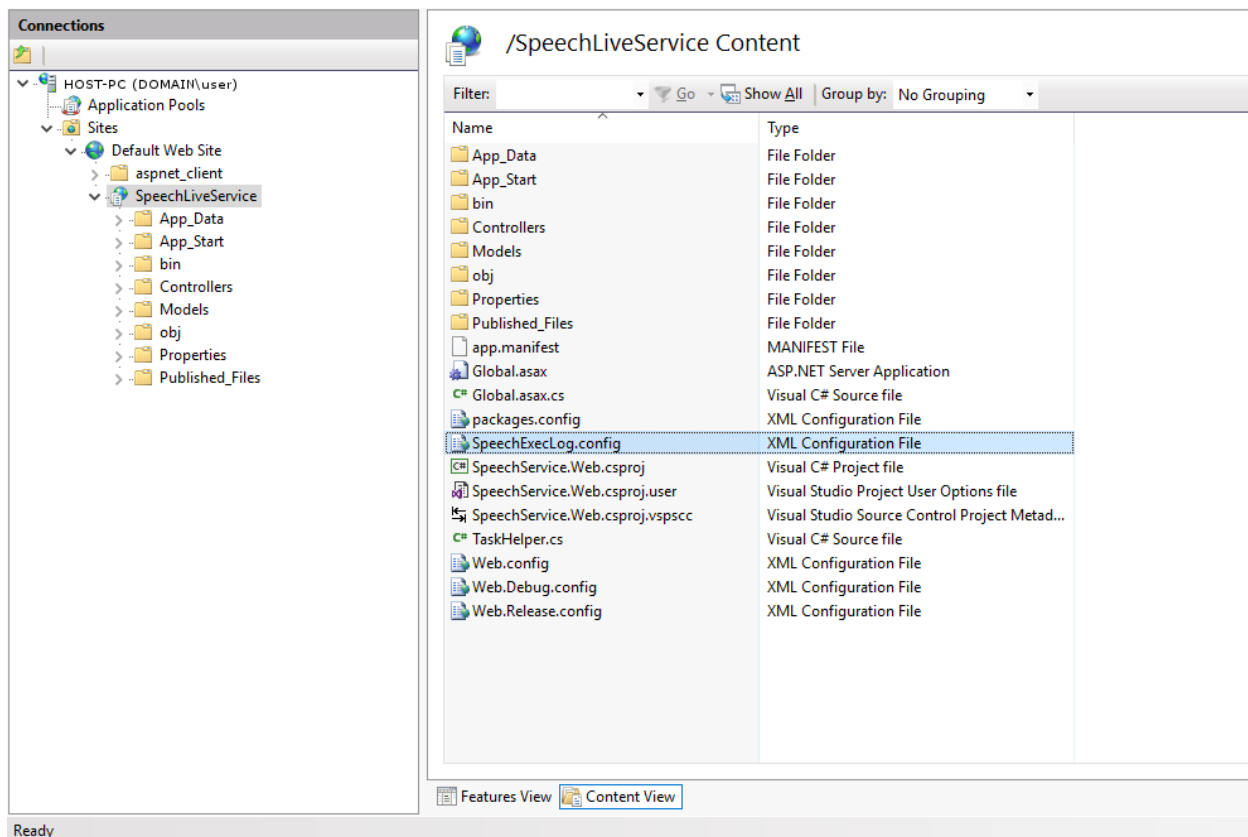 Connections
HOST-PC (DOMAIN\user)
Application Pools
Sites
Default Web Site
aspnet_client
SpeechLiveService
App_Data
App_Start
bin
Controllers
Models
obj
Properties
Published_Files
/SpeechLiveService Content
Filter: Go Show All Group by: No Grouping
Name Type
App_Data File Folder
App_Start File Folder
bin File Folder
Controllers File Folder
Models File Folder
obj File Folder
Properties File Folder
Published_Files File Folder
app.manifest MANIFEST File
Global.asax ASP.NET Server Application
Global.asax.cs Visual C# Source file
packages.config XML Configuration File
SpeechExecLog.config XML Configuration File
SpeechService.Web.csproj Visual C# Project file
SpeechService.Web.csproj.user Visual Studio Project User Options file
SpeechService.Web.csproj.vspscc Visual Studio Source Control Project Metad...
TaskHelper.cs Visual C# Source file
Web.config XML Configuration File
Web.Debug.config XML Configuration File
Web.Release.config XML Configuration File
Features View Content View
Ready